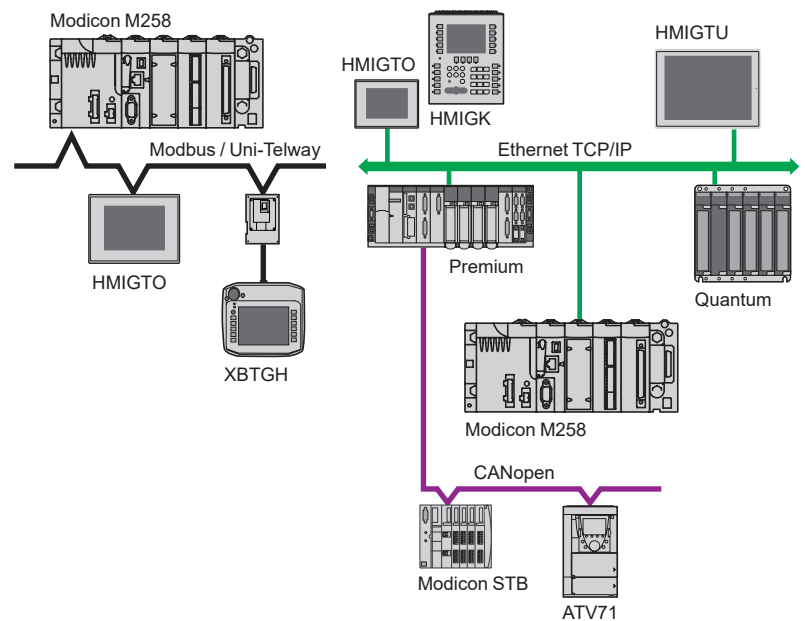 Modicon M258
HMIGTO
HMIGK
HMIGTU
Modbus / Uni-Telway
Ethernet TCP/IP
HMIGTO
XBTGH
Premium
Quantum
Modicon M258
CANopen
Modicon STB
ATV71